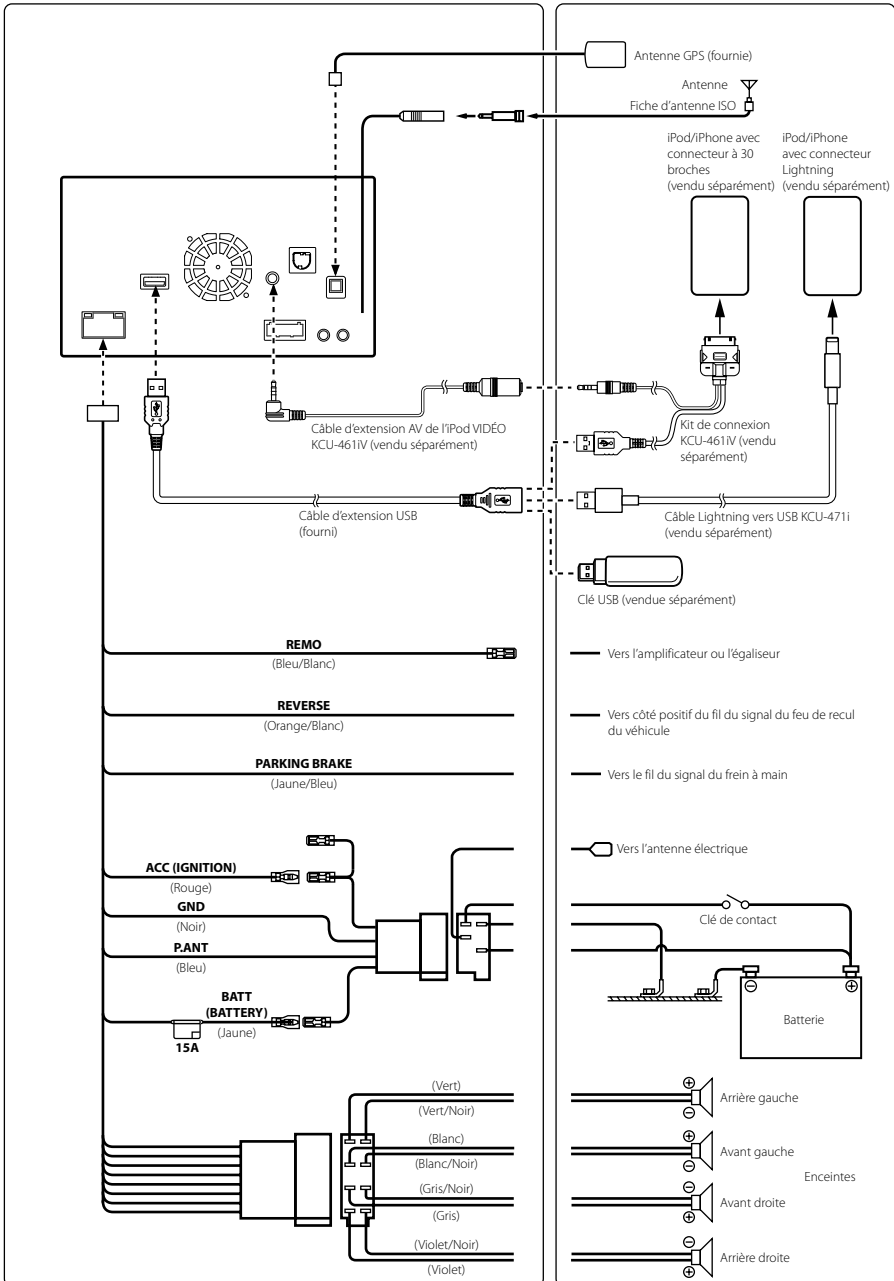 Antenne GPS (fournie)
Antenne
Fiche d'antenne ISO
iPod/iPhone avec
connecteur à 30
broches
(vendu séparément)
iPod/iPhone
avec connecteur
Lightning
(vendu séparément)
Câble d'extension AV de l'iPod VIDÉO
KCU-461iV (vendu séparément)
Kit de connexion
KCU-461iV (vendu
séparément)
Câble d'extension USB
(fourni)
Câble Lightning vers USB KCU-471i
(vendu séparément)
Clé USB (vendue séparément)
REMO
(Bleu/Blanc)
Vers l'amplificateur ou l'égaliseur
REVERSE
(Orange/Blanc)
Vers côté positif du fil du signal du feu de recul
du véhicule
PARKING BRAKE
(Jaune/Bleu)
Vers le fil du signal du frein à main
Vers l'antenne électrique
ACC (IGNITION)
(Rouge)
GND
(Noir)
Clé de contact
P.ANT
(Bleu)
BATT
(BATTERY)
(Jaune)
15A
⊖
⊕
Batterie
(Vert)
(Vert/Noir)
⊕
⊖
Arrière gauche
(Blanc)
(Blanc/Noir)
⊕
⊖
Avant gauche
Enceintes
(Gris/Noir)
(Gris)
⊖
⊕
Avant droite
(Violet/Noir)
(Violet)
⊖
⊕
Arrière droite